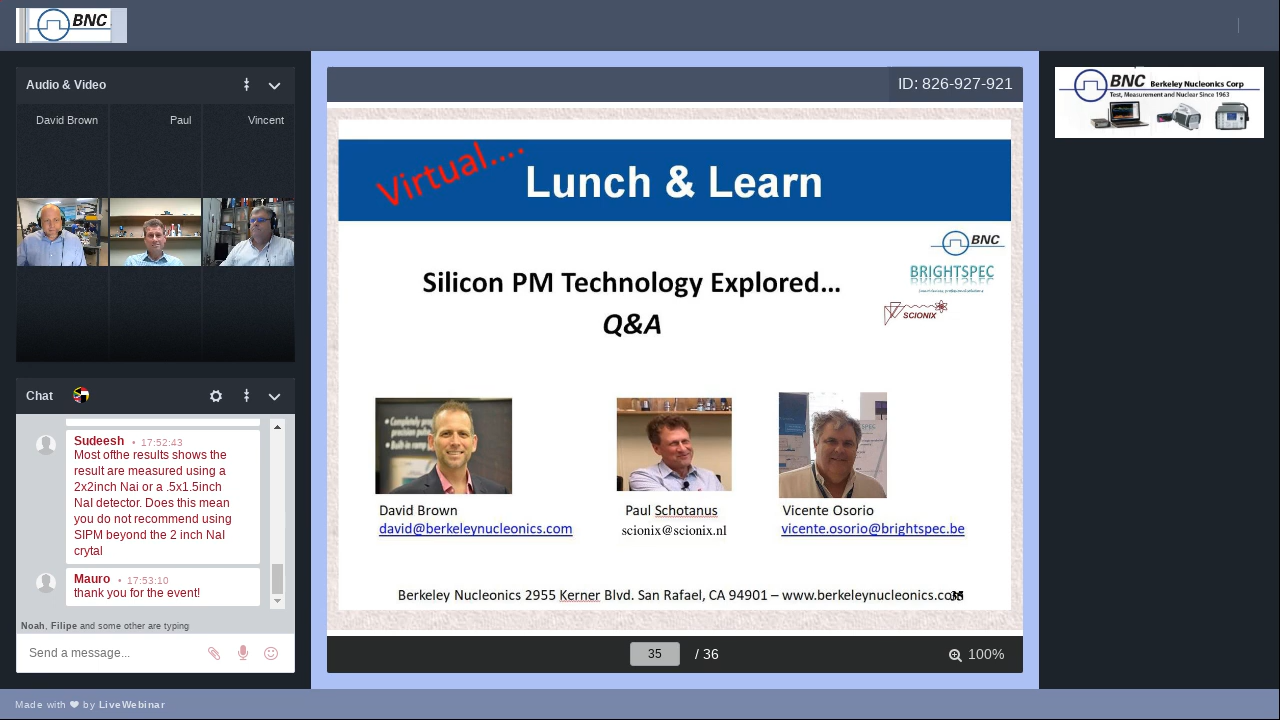 BNC
Audio & Video
David Brown
Paul
Vincent
Chat
Sudeesh • 17:52:43
Most ofthe results shows the
result are measured using a
2x2inch Nai or a .5x1.5inch
NaI detector. Does this mean
you do not recommend using
SIPM beyond the 2 inch NaI
crytal
Mauro • 17:53:10
thank you for the event!
Noah, Filipe and some other are typing
Send a message...
ID: 826-927-921
Virtual....
Lunch & Learn
BNC
BRIGHTSPEC
SCIONIX
Silicon PM Technology Explored...
Q&A
David Brown
david@berkeleynucleonics.com
Paul Schotanus
scionix@scionix.nl
Vicente Osorio
vicente.osorio@brightspec.be
Berkeley Nucleonics 2955 Kerner Blvd. San Rafael, CA 94901 – www.berkeleynucleonics.com
35
35 / 36
100%
BNC Berkeley Nucleonics Corp
Test, Measurement and Nuclear Since 1963
Made with ❤ by LiveWebinar